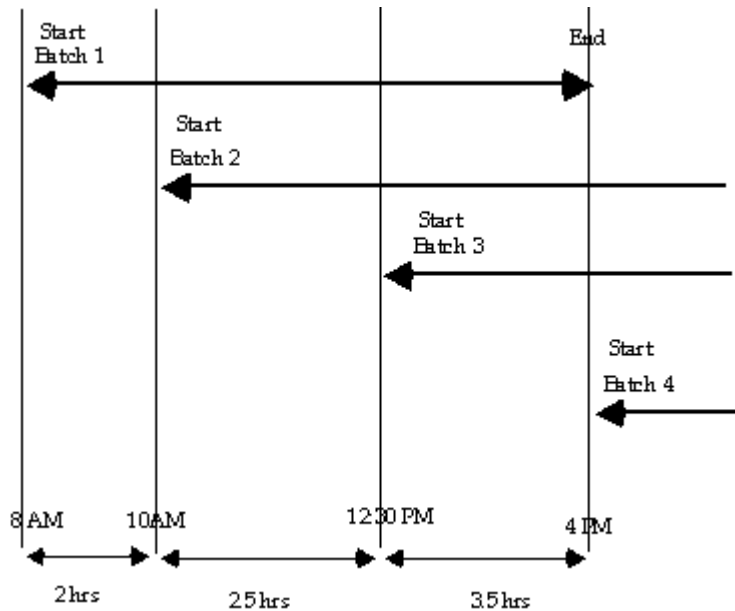 Start
Batch 1
End
Start
Batch 2
Start
Batch 3
Start
Batch 4
8 AM
10AM
12:30 PM
4 PM
2hrs
2.5hrs
3.5hrs